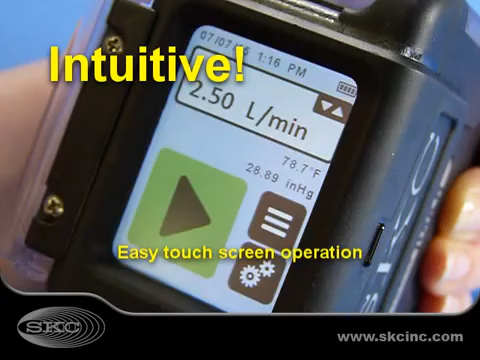 Intuitive!
07/07
1:16 PM
2.50 L/min
78.7°F
28.89 inHg
Easy touch screen operation
SKC
SKC
www.skcinc.com